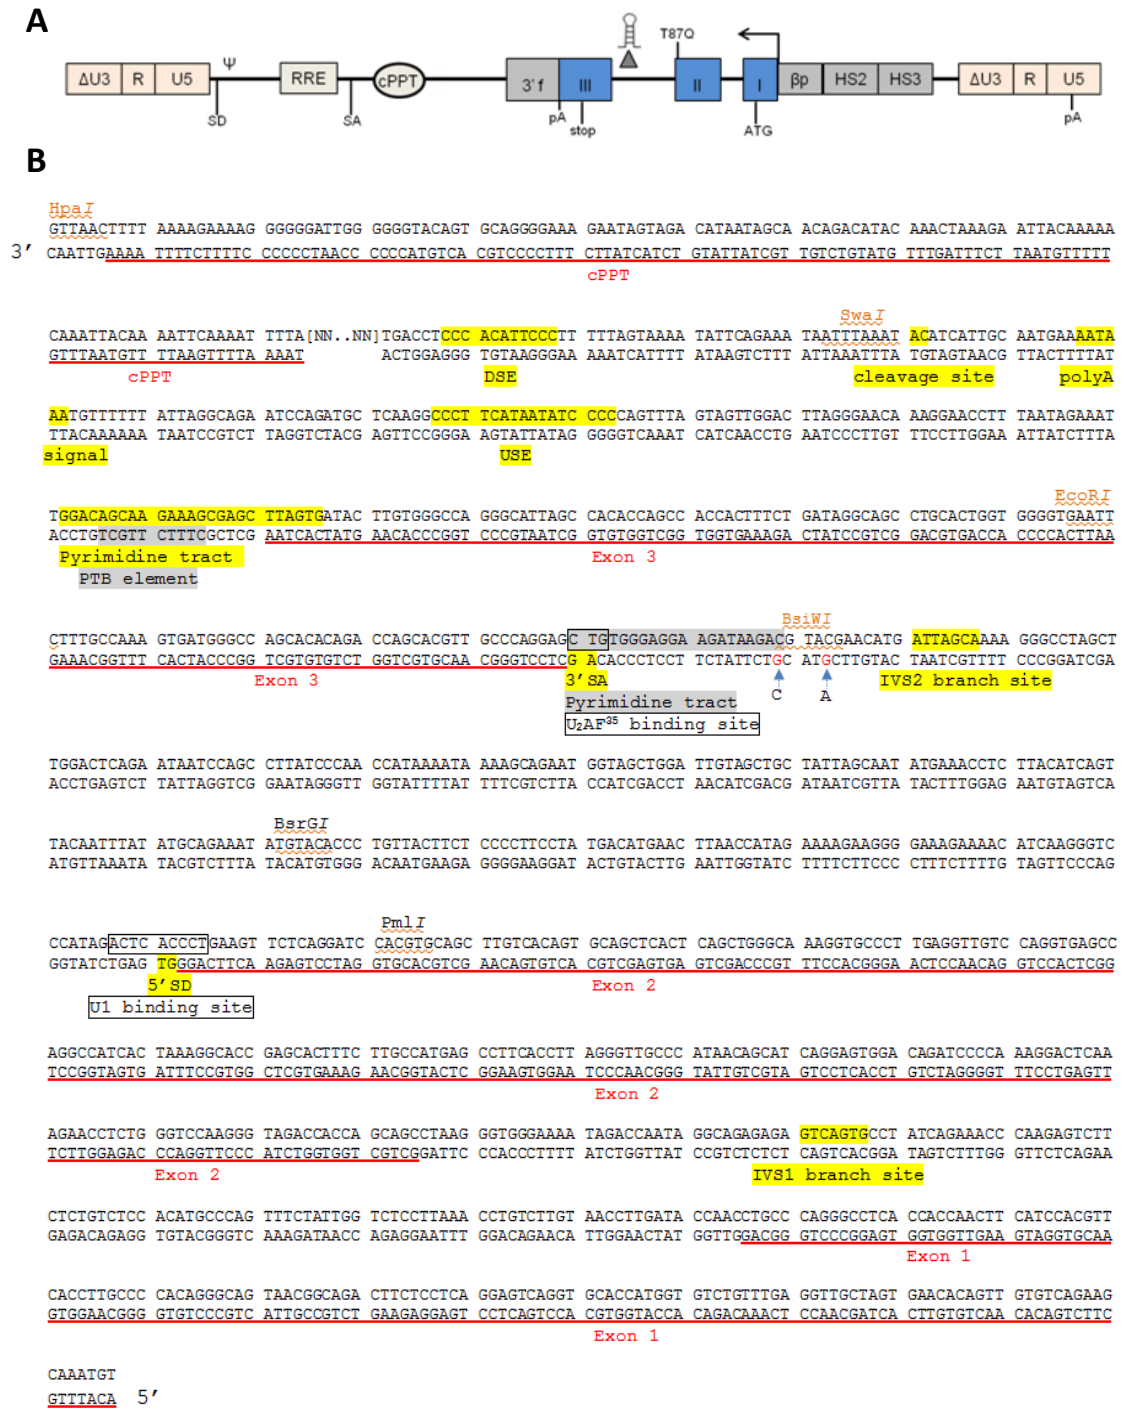 A
ΔU3 R U5 Ψ RRE cPPT 3' f III T87Q II I βp HS2 HS3 ΔU3 R U5
SD SA pA stop ATG pA
B
HpaI
GTTAACTTTT AAAAGAAAAG GGGGGATTGG GGGGTACAGT GCAGGGGAAA GAATAGTAGA CATAATAGCA ACAGACATAC AAACTAAAGA ATTACAAAAA
3′ CAATTGAAAA TTTTCTTTTC CCCCCTAACC CCCCATGTCA CGTCCCCTTT CTTATCATCT GTATTATCGT TGTCTGTATG TTTGATTTCT TAATGTTTTT
cPPT
SwaI
CAAATTACAA AAATTCAAAAT TTTA[NN..NN]TGACCTCCC ACATTCCCTT TTTAGTAAAA TATTCAGAAA TAATTTAAAT ACATCATTGC AATGAAAATA
GTTTAATGTT TTAAGTTTTA AAAT ACTGGAGGG TGTAAGGGAA AAATCATTTT ATAAGTCTTT ATTAAATTTA TGTAGTAACG TTACTTTTAT
cPPT DSE cleavage site polyA
AATGTTTTTT ATTAGGCAGA ATCCAGATGC TCAAGGCCCT TCATAATATC CCCCAGTTTA GTAGTTGGAC TTAGGGAACA AAGGAACCTT TAATAGAAAT
TTACAAAAAA TAATCCGTCT TAGGTCTACG AGTTCCGGGA AGTATTATAG GGGGTCAAAT CATCAACCTG AATCCCTTGT TTCCTTGGAA ATTATCTTTA
signal USE
EcoRI
TGGACAGCAA GAAAGCGAGC TTAGTGATAC TTGTGGGCCA GGGCATTAGC CACACCAGCC ACCACTTTCT GATAGGCAGC CTGCACTGGT GGGGTGAATT
ACCTGTCGTT CTTTCGCTCG AATCACTATG AACACCCGGT CCCGTAATCG GTGTGGTCGG TGGTGAAAGA CTATCCGTCG GACGTGACCA CCCCACTTAA
Pyrimidine tract Exon 3
PTB element
BsiWI
CTTTGCCAAA GTGATGGGCC AGCACACAGA CCAGCACGTT GCCCAGGAGC TGTGGGAGGA AGATAAGACG TACGAACATG ATTAGCAAAA GGGCCTAGCT
GAAACGGTTT CACTACCCGG TCGTGTGTCT GGTCGTGCAA CGGGTCCTCG ACACCCTCCT TCTATTCTGC ATGCTTGTAC TAATCGTTTT CCCGGATCGA
Exon 3 3′SA C A IVS2 branch site
Pyrimidine tract
U₂AF³⁵ binding site
TGGACTCAGA ATAATCCAGC CTTATCCCAA CCATAAAATA AAAGCAGAAT GGTAGCTGGA TTGTAGCTGC TATTAGCAAT ATGAAACCTC TTACATCAGT
ACCTGAGTCT TATTAGGTCG GAATAGGGTT GGTATTTTAT TTTCGTCTTA CCATCGACCT AACATCGACG ATAATCGTTA TACTTTGGAG AATGTAGTCA
BsrGI
TACAATTTAT ATGCAGAAAT ATGTACACCC TGTTACTTCT CCCCTTCCTA TGACATGAAC TTAACCATAG AAAAGAAGGG GAAAGAAAAC ATCAAGGGTC
ATGTTAAATA TACGTCTTTA TACATGTGGG ACAATGAAGA GGGGAAGGAT ACTGTACTTG AATTGGTATC TTTTCTTCCC CTTTCTTTTG TAGTTCCCAG
PmlI
CCATAGACTC ACCCTGAAGT TCTCAGGATC CACGTGCAGC TTGTCACAGT GCAGCTCACT CAGCTGGGCA AAGGTGCCCT TGAGGTTGTC CAGGTGAGCC
GGTATCTGAG TGGGACTTCA AGAGTCCTAG GTGCACGTCG AACAGTGTCA CGTCGAGTGA GTCGACCCGT TTCCACGGGA ACTCCAACAG GTCCACTCGG
5′SD Exon 2
U1 binding site
AGGCCATCAC TAAAGGCACC GAGCACTTTC TTGCCATGAG CCTTCACCTT AGGGTTGCCC ATAACAGCAT CAGGAGTGGA CAGATCCCCA AAGGACTCAA
TCCGGTAGTG ATTTCCGTGG CTCGTGAAAG AACGGTACTC GGAAGTGGAA TCCCAACGGG TATTGTCGTA GTCCTCACCT GTCTAGGGGT TTCCTGAGTT
Exon 2
AGAACCTCTG GGTCCAAGGG TAGACCACCA GCAGCCTAAG GGTGGGAAAA TAGACCAATA GGCAGAGAGA GTCAGTGCCT ATCAGAAACC CAAGAGTCTT
TCTTGGAGAC CCAGGTTCCC ATCTGGTGGT CGTCGGATTC CCACCCTTTT ATCTGGTTAT CCGTCTCTCT CAGTCACGGA TAGTCTTTGG GTTCTCAGAA
Exon 2 IVS1 branch site
CTCTGTCTCC ACATGCCCAG TTTCTATTGG TCTCCTTAAA CCTGTCTTGT AACCTTGATA CCAACCTGCC CAGGGCCTCA CCACCAACTT CATCCACGTT
GAGACAGAGG TGTACGGGTC AAAGATAACC AGAGGAATTT GGACAGAACA TTGGAACTAT GGTTGGACGG GTCCCGGAGT GGTGGTTGAA GTAGGTGCAA
Exon 1
CACCTTGCCC CACAGGGCAG TAACGGCAGA CTTCTCCTCA GGAGTCAGGT GCACCATGGT GTCTGTTTGA GGTTGCTAGT GAACACAGTT GTGTCAGAAG
GTGGAACGGG GTGTCCCGTC ATTGCCGTCT GAAGAGGAGT CCTCAGTCCA CGTGGTACCA CAGACAAACT CCAACGATCA CTTGTGTCAA CACAGTCTTC
Exon 1
CAAATGT
GTTTACA 5′